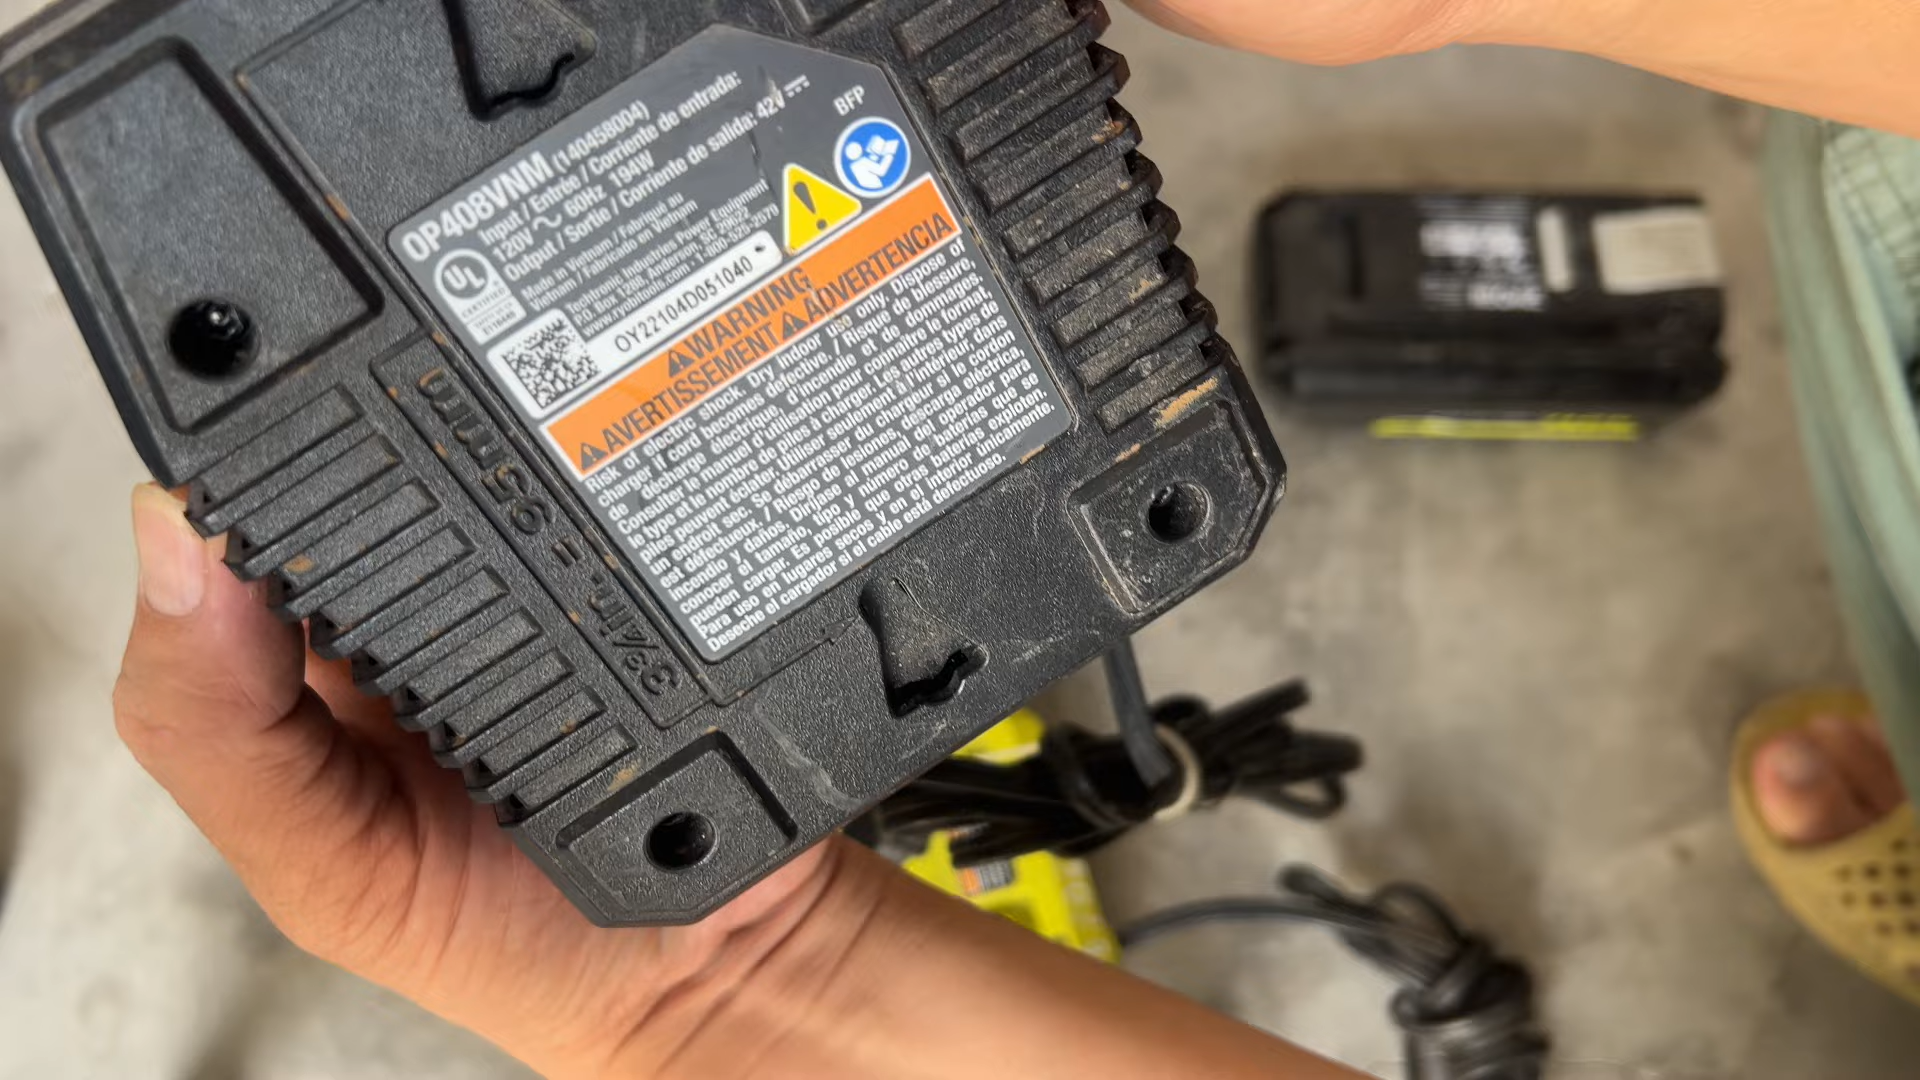 OP408VNM (140458004)
Input / Entrée / Corriente de entrada:
120V ~ 60Hz 194W
Output / Sortie / Corriente de salida: 42V
BFP
Made in Vietnam / Fabriqué au
Vietnam / Fabricado en Vietnam
Techtronic Industries Power Equipment
P.O. Box 1288, Anderson, SC 29622
www.ryobitools.com • 1-800-525-2579
UL
CERTIFIED
OY22104D051040
WARNING
AVERTISSEMENT ADVERTENCIA
Risk of electric shock. Dry indoor use only. Dispose of
charger if cord becomes defective. / Risque de blessure,
de décharge électrique, d'incendie et de dommages.
Consulter le manuel d'utilisation pour connaître le format,
le type et le nombre de piles à charger. Les autres types de
piles peuvent éclater. Utiliser seulement à l'intérieur, dans
un endroit sec. Se débarrasser du chargeur si le cordon
est défectueux. / Riesgo de lesiones, descarga eléctrica,
incendio y daños. Diríjase al manual del operador para
conocer el tamaño, tipo y número de baterías que se
pueden cargar. Es posible que otras baterías exploten.
Para uso en lugares secos y en el interior únicamente.
Deseche el cargador si el cable está defectuoso.
3 3/4 in. = 95mm